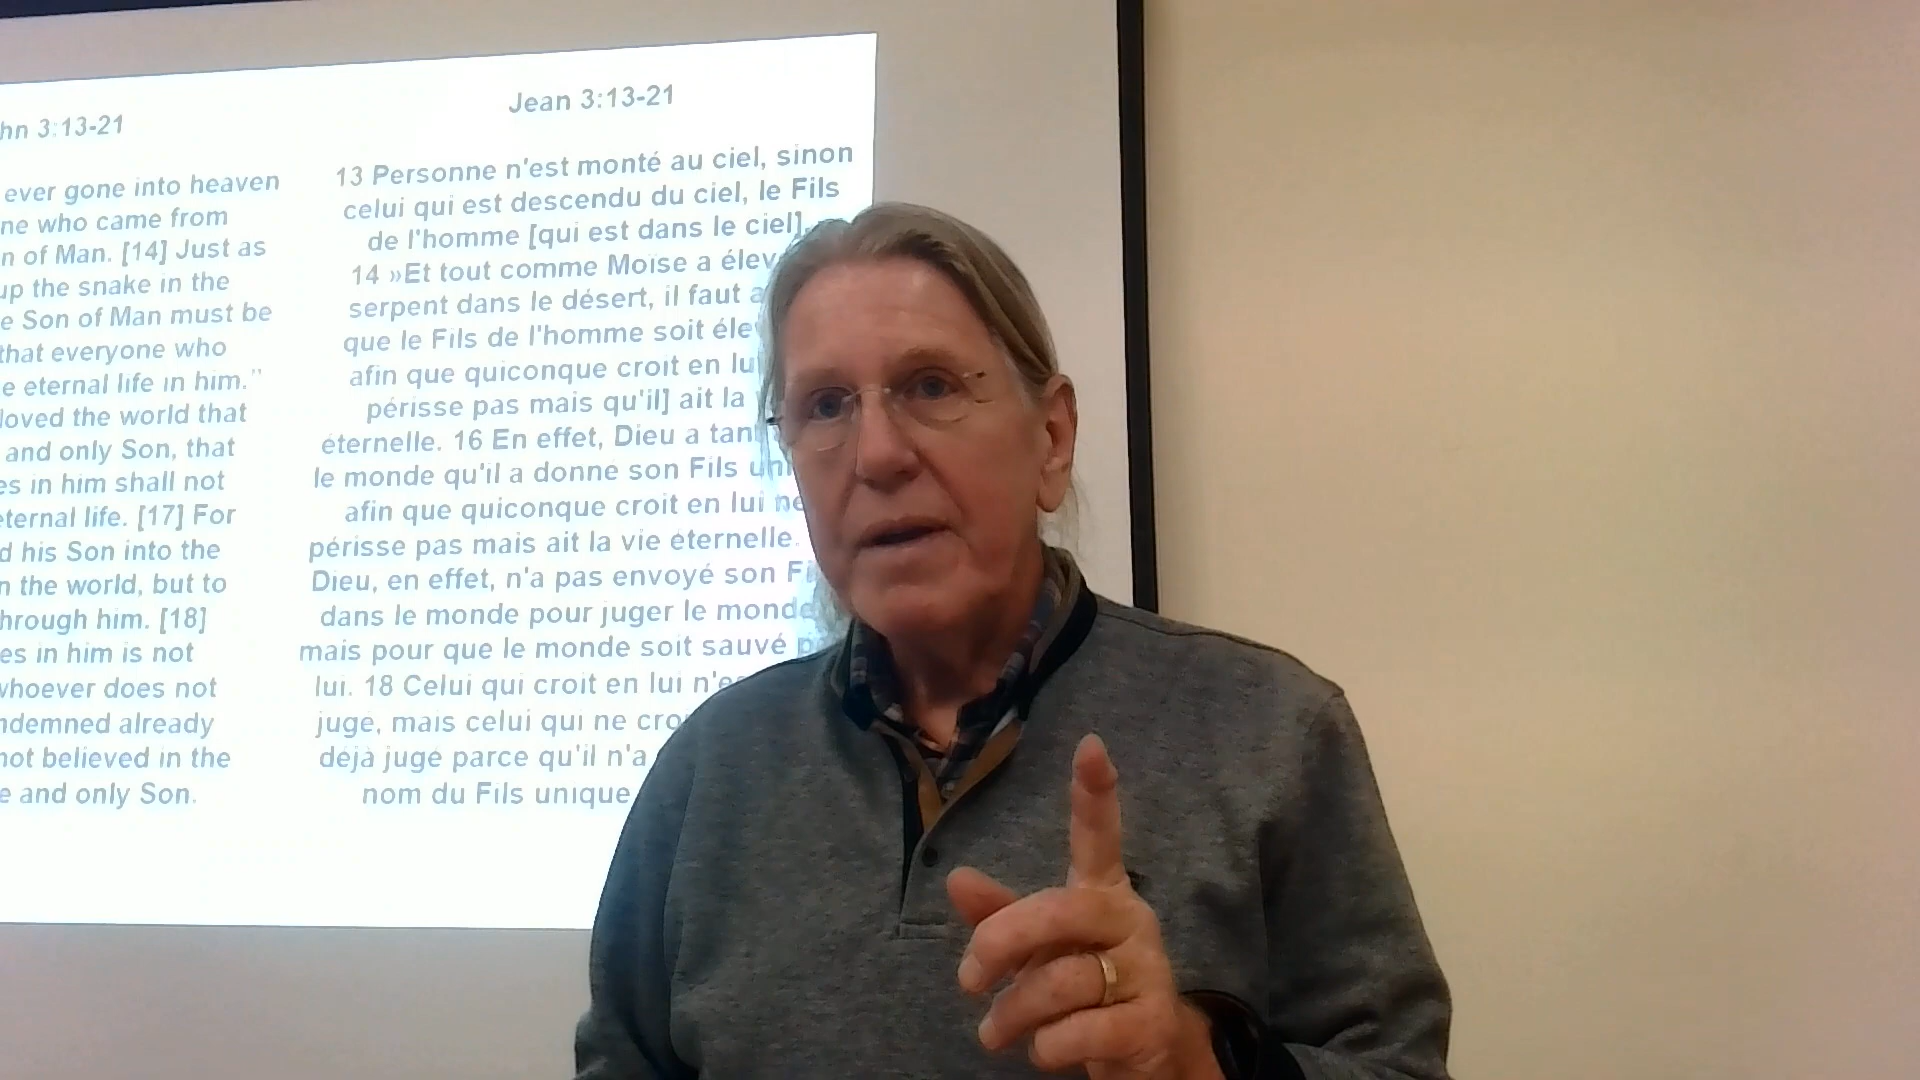 3:13-21
ever gone into heaven
who came from
of Man. [14] Just as
up the snake in the
Son of Man must be
that everyone who
eternal life in him."
loved the world that
and only Son, that
in him shall not
eternal life. [17] For
his Son into the
the world, but to
through him. [18]
in him is not
whoever does not
already
not believed in the
and only Son.
Jean 3:13-21
13 Personne n'est monté au ciel, sinon
celui qui est descendu du ciel, le Fils
de l'homme [qui est dans le ciel].
14 »Et tout comme Moïse a
serpent dans le désert, il faut
que le Fils de l'homme soit
afin que quiconque croit en
périsse pas mais qu'il] ait la
éternelle. 16 En effet, Dieu a
le monde qu'il a donné son Fils
afin que quiconque croit en lui ne
périsse pas mais ait la vie éternelle.
Dieu, en effet, n'a pas envoyé son
dans le monde pour juger le monde
mais pour que le monde soit sauvé
lui. 18 Celui qui croit en lui
jugé, mais celui qui ne
déjà jugé parce qu'il n'a
nom du Fils unique